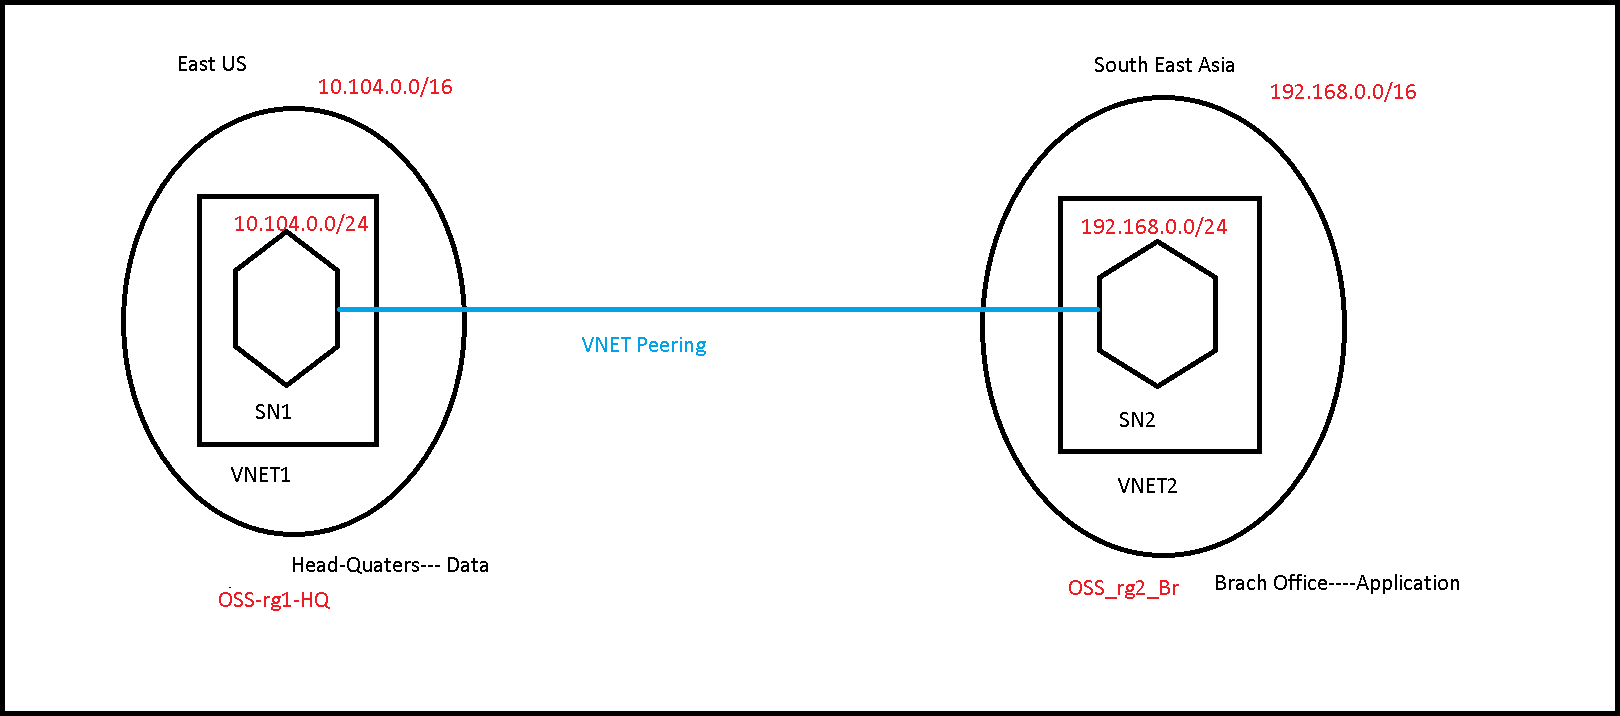 East US
10.104.0.0/16
10.104.0.0/24
SN1
VNET1
Head-Quaters--- Data
OSS-rg1-HQ
VNET Peering
South East Asia
192.168.0.0/16
192.168.0.0/24
SN2
VNET2
OSS_rg2_Br
Brach Office----Application